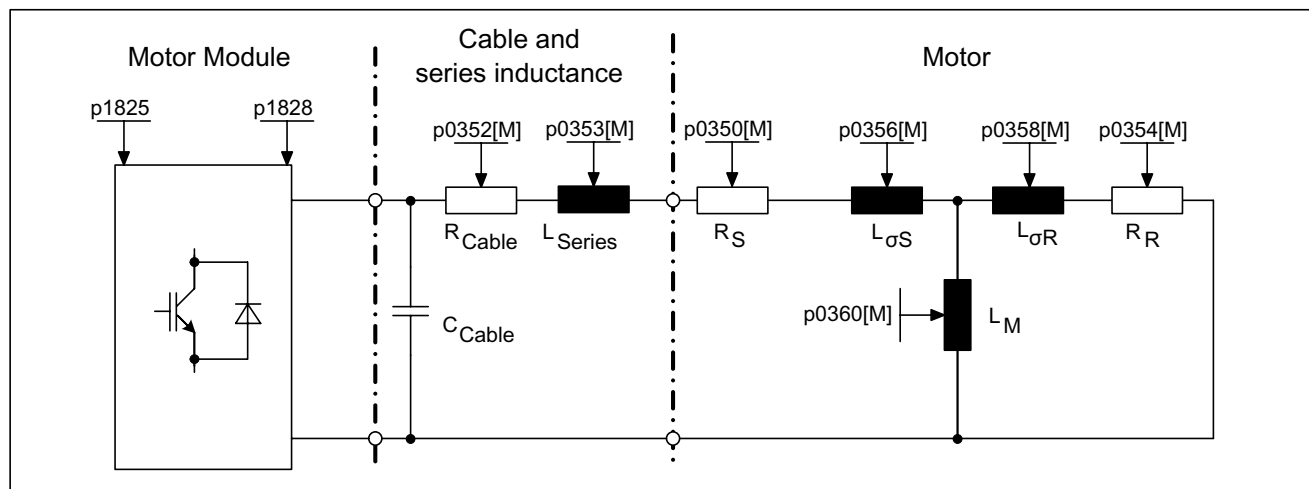 Motor Module
Cable and
series inductance
Motor
p1825
p1828
p0352[M]
p0353[M]
p0350[M]
p0356[M]
p0358[M]
p0354[M]
RCable
LSeries
RS
LσS
LσR
RR
CCable
p0360[M]
LM